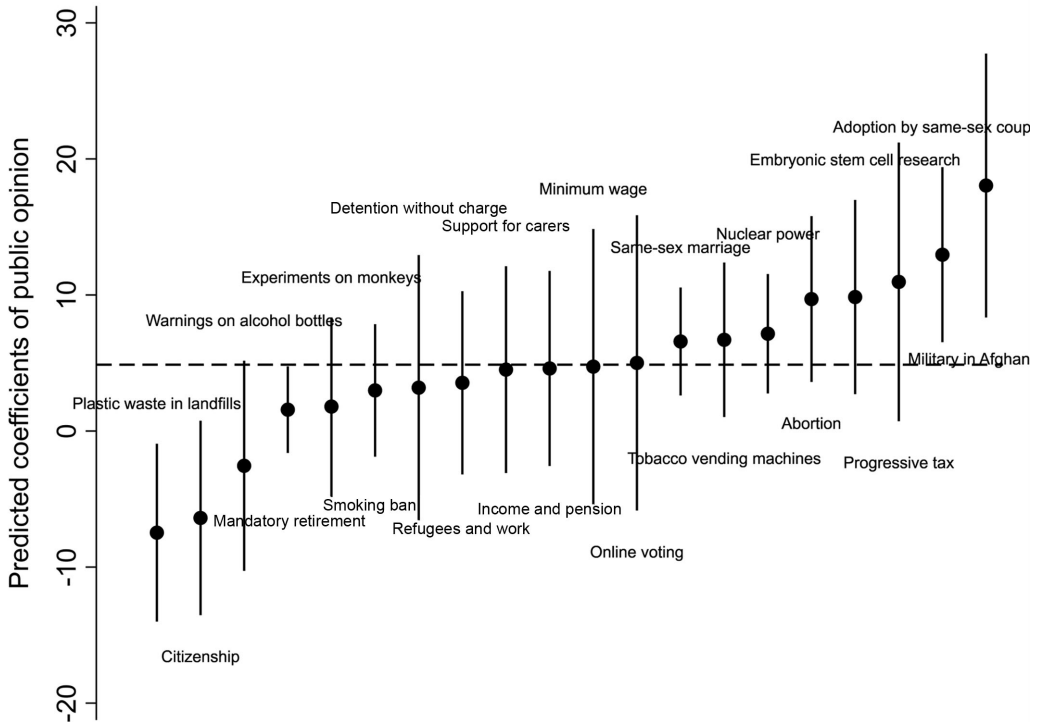 Predicted coefficients of public opinion
30
20
10
0
-10
-20
Adoption by same-sex coup
Embryonic stem cell research
Minimum wage
Detention without charge
Support for carers
Nuclear power
Same-sex marriage
Experiments on monkeys
Warnings on alcohol bottles
Military in Afghan
Plastic waste in landfills
Abortion
Tobacco vending machines
Progressive tax
Smoking ban
Income and pension
Mandatory retirement
Refugees and work
Online voting
Citizenship